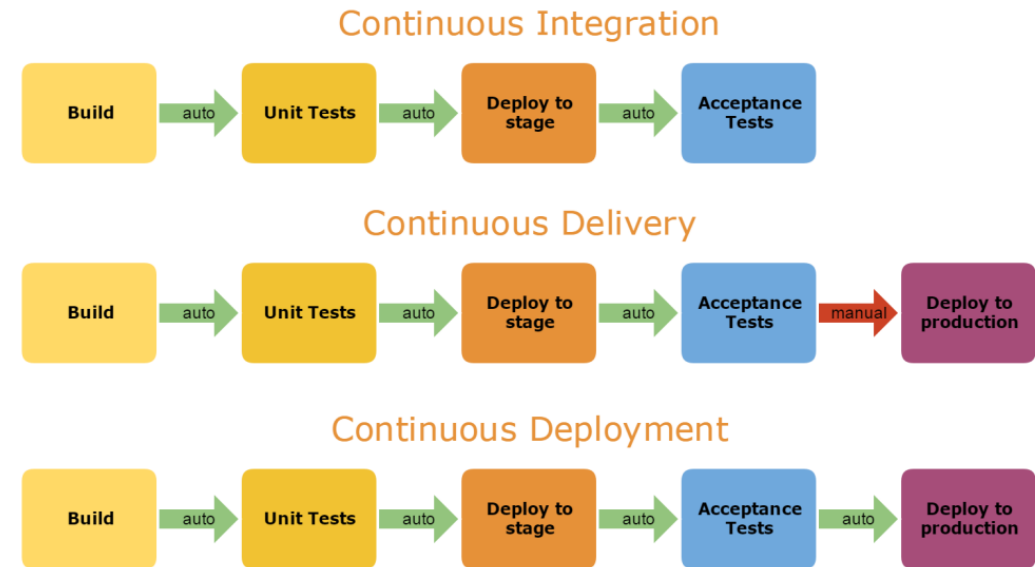 Continuous Integration
Build
auto
Unit Tests
auto
Deploy to
stage
auto
Acceptance
Tests
Continuous Delivery
Build
auto
Unit Tests
auto
Deploy to
stage
auto
Acceptance
Tests
manual
Deploy to
production
Continuous Deployment
Build
auto
Unit Tests
auto
Deploy to
stage
auto
Acceptance
Tests
auto
Deploy to
production